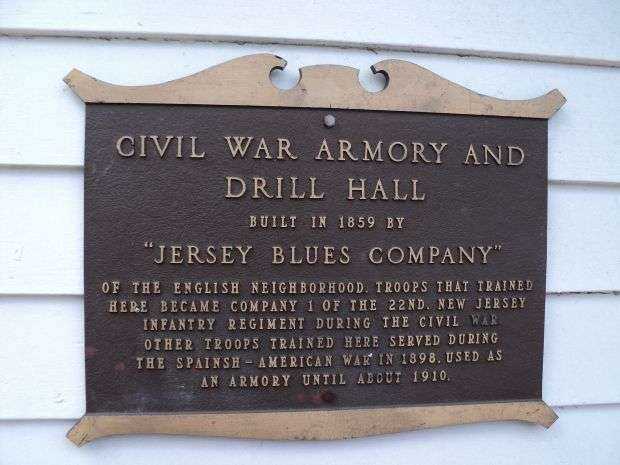 CIVIL WAR ARMORY AND
DRILL HALL
BUILT IN 1859 BY
"JERSEY BLUES COMPANY"
OF THE ENGLISH NEIGHBORHOOD. TROOPS THAT TRAINED
HERE BECAME COMPANY 1 OF THE 22ND. NEW JERSEY
INFANTRY REGIMENT DURING THE CIVIL WAR
OTHER TROOPS TRAINED HERE SERVED DURING
THE SPAINSH-AMERICAN WAR IN 1898. USED AS
AN ARMORY UNTIL ABOUT 1910.